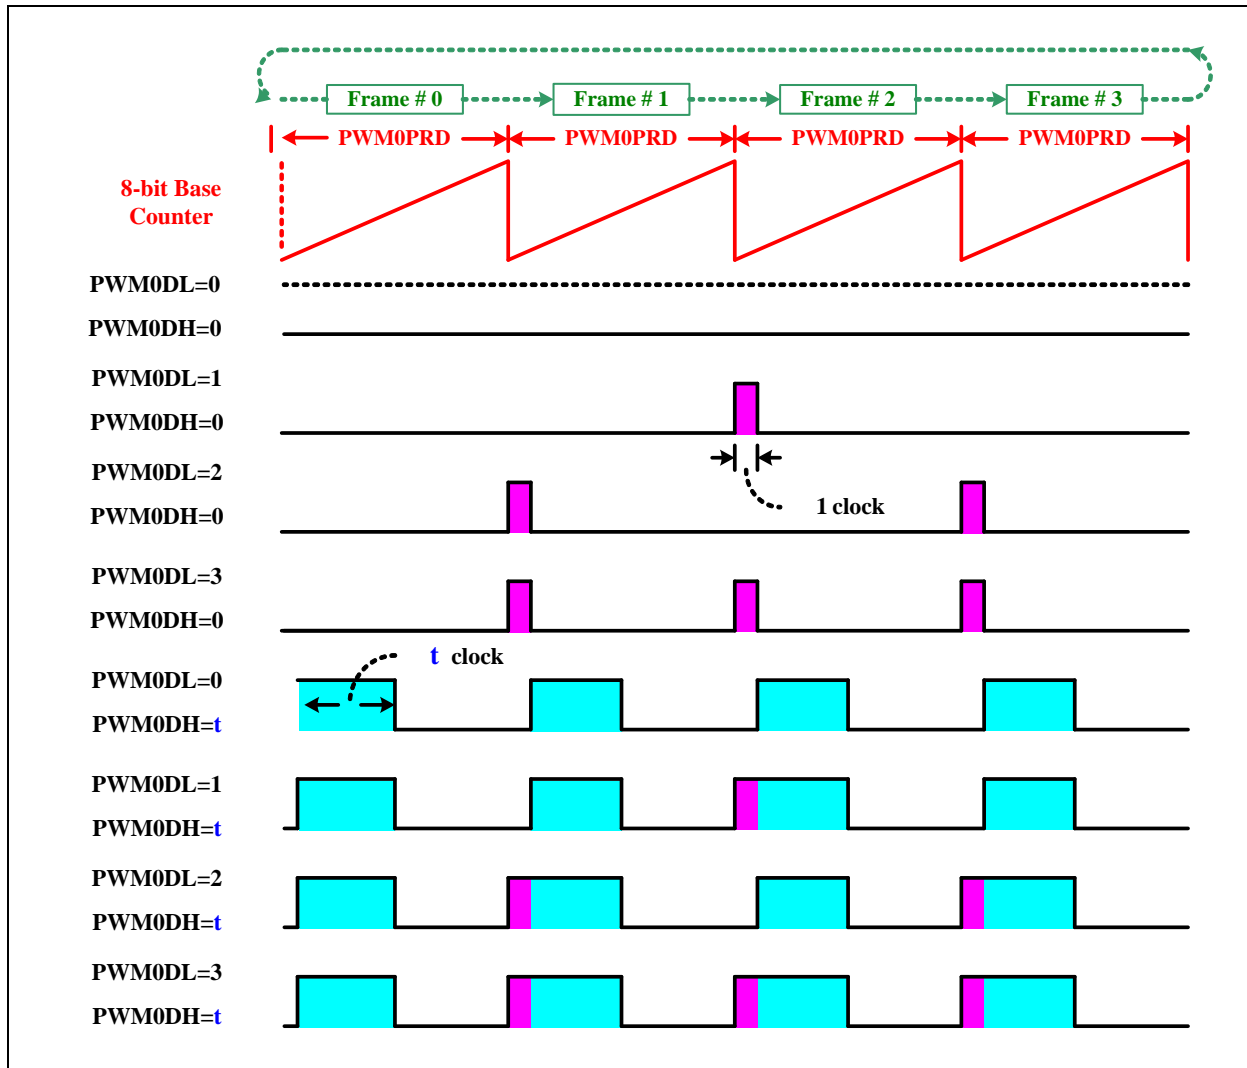 Frame # 0
Frame # 1
Frame # 2
Frame # 3
PWM0PRD
PWM0PRD
PWM0PRD
PWM0PRD
8-bit Base
Counter
PWM0DL=0
PWM0DH=0
PWM0DL=1
PWM0DH=0
PWM0DL=2
1 clock
PWM0DH=0
PWM0DL=3
PWM0DH=0
t clock
PWM0DL=0
PWM0DH=t
PWM0DL=1
PWM0DH=t
PWM0DL=2
PWM0DH=t
PWM0DL=3
PWM0DH=t